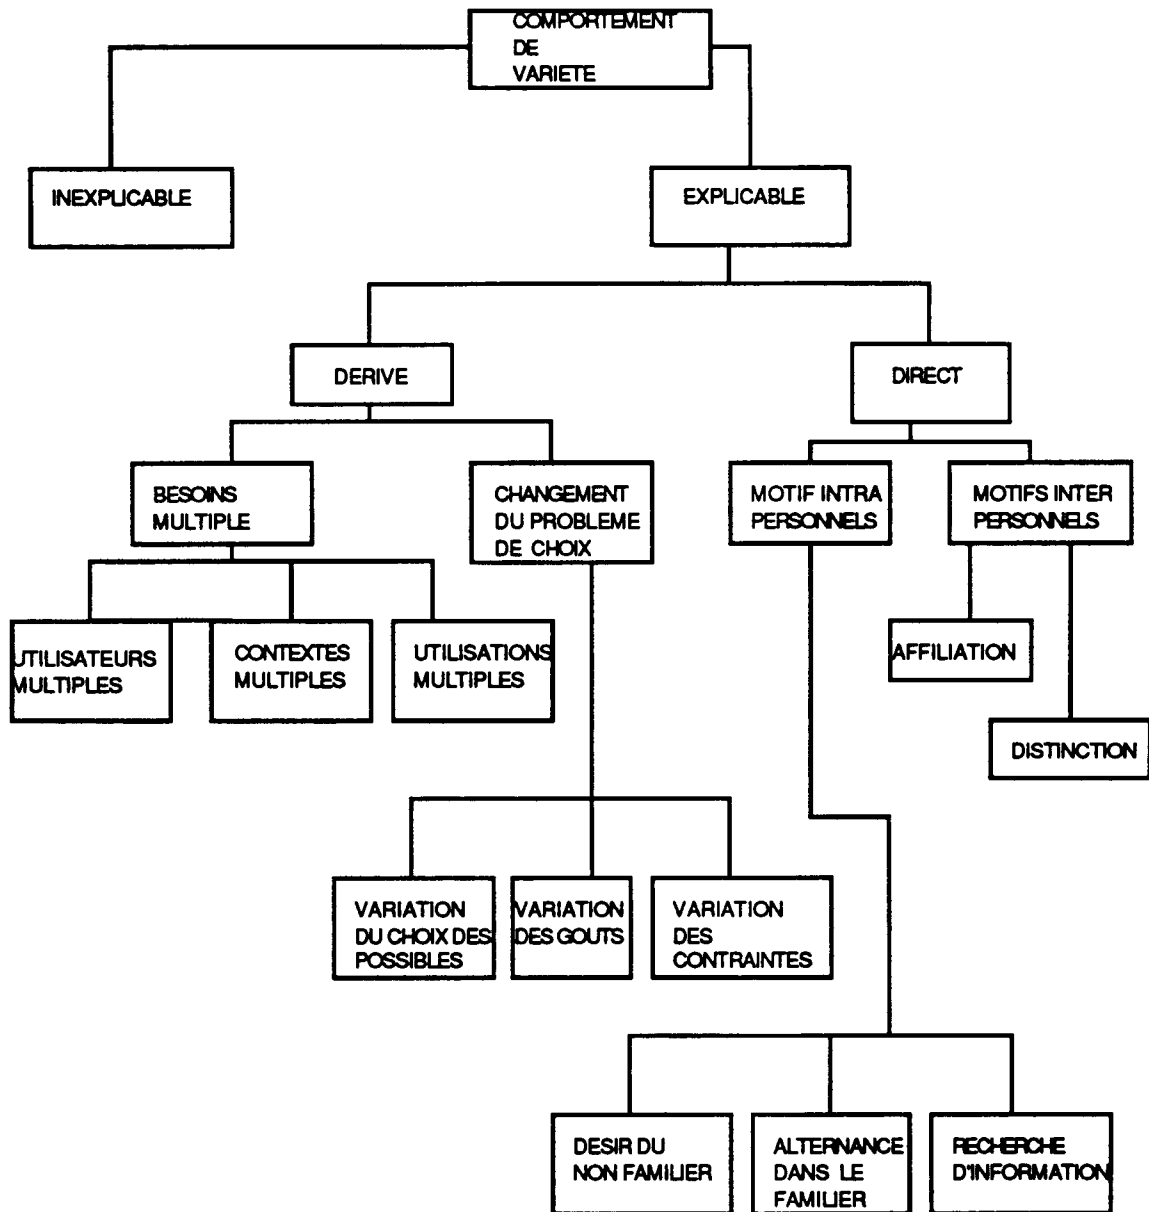 COMPORTEMENT
DE
VARIETE
INEXPLICABLE
EXPLICABLE
DERIVE
DIRECT
BESOINS
MULTIPLE
CHANGEMENT
DU PROBLEME
DE CHOIX
MOTIF INTRA
PERSONNELS
MOTIFS INTER
PERSONNELS
UTILISATEURS
MULTIPLES
CONTEXTES
MULTIPLES
UTILISATIONS
MULTIPLES
AFFILIATION
DISTINCTION
VARIATION
DU CHOIX DES
POSSIBLES
VARIATION
DES GOUTS
VARIATION
DES
CONTRAINTES
DESIR DU
NON FAMILIER
ALTERNANCE
DANS LE
FAMILIER
RECHERCHE
D'INFORMATION